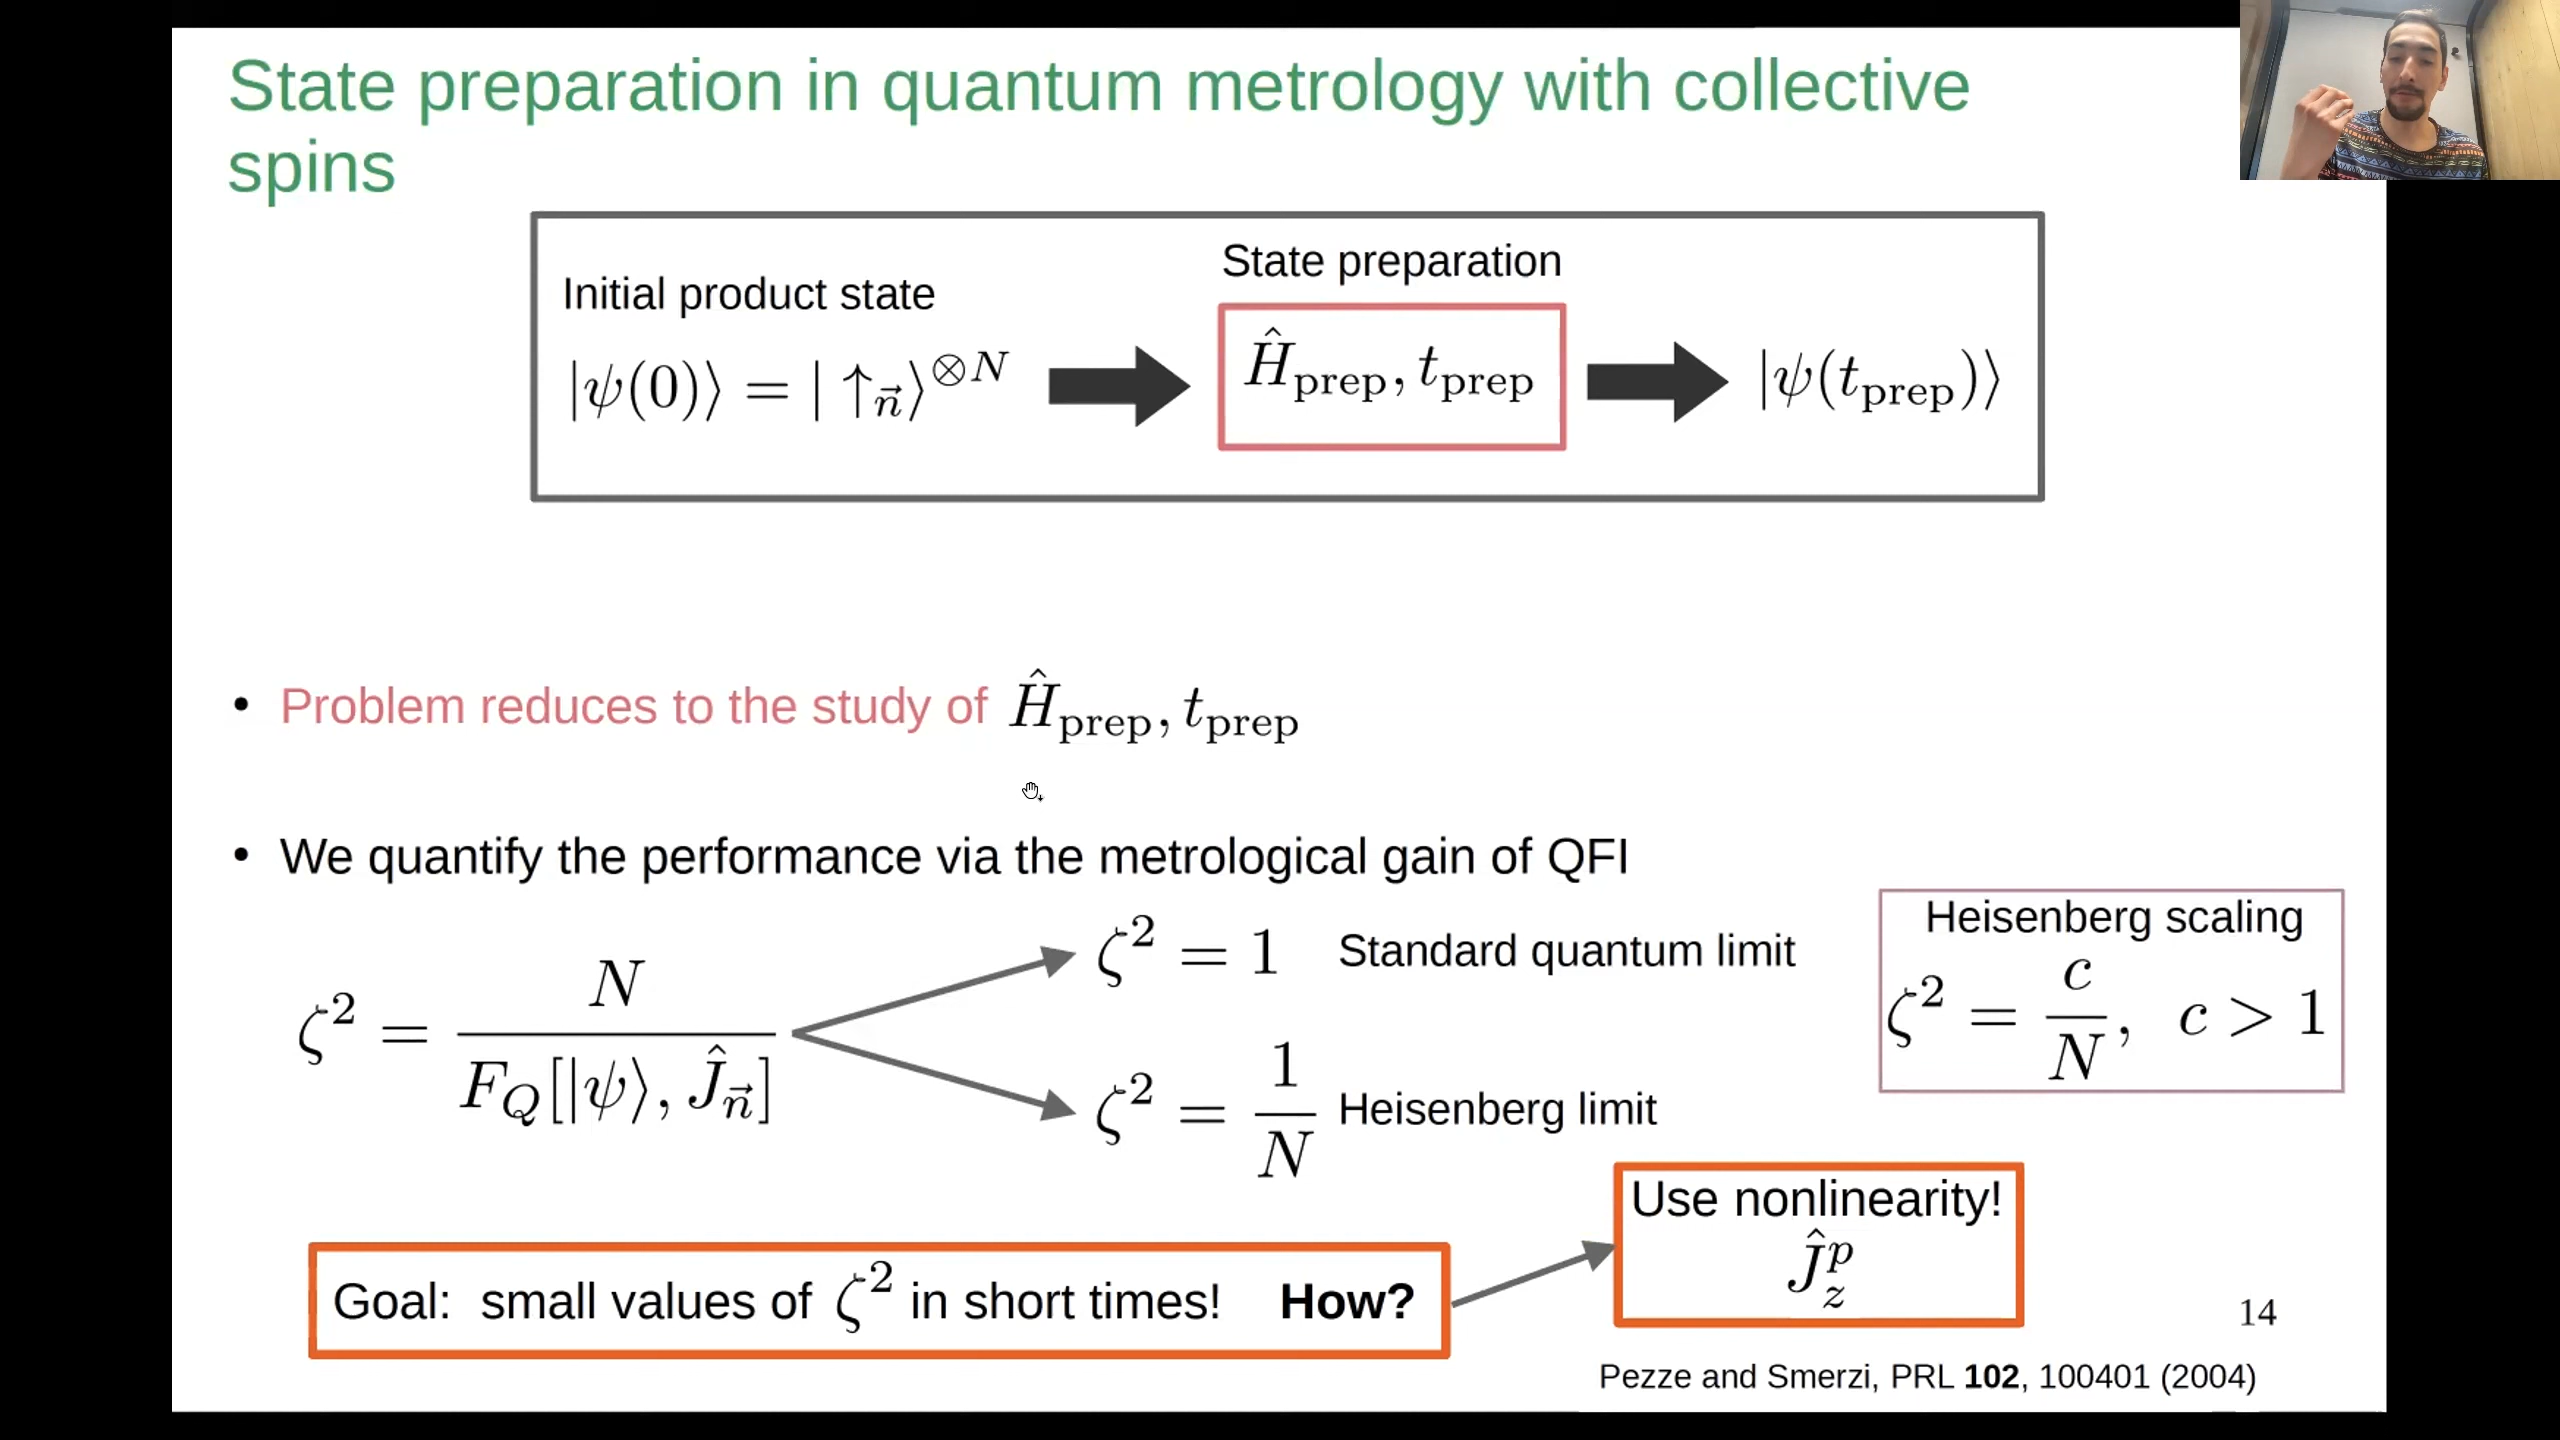 State preparation in quantum metrology with collective
spins
State preparation
Initial product state
|ψ(0)⟩ = | ↑_{\vec{n}}⟩^{⊗N}
Ĥ_prep, t_prep
|ψ(t_prep)⟩
• Problem reduces to the study of Ĥ_prep, t_prep
• We quantify the performance via the metrological gain of QFI
ζ² = N / F_Q[|ψ⟩, Ĵ_{\vec{n}}]
ζ² = 1 Standard quantum limit
ζ² = 1/N Heisenberg limit
Heisenberg scaling
ζ² = c/N, c > 1
Goal: small values of ζ² in short times! How?
Use nonlinearity!
Ĵ_z^p
14
Pezze and Smerzi, PRL 102, 100401 (2004)